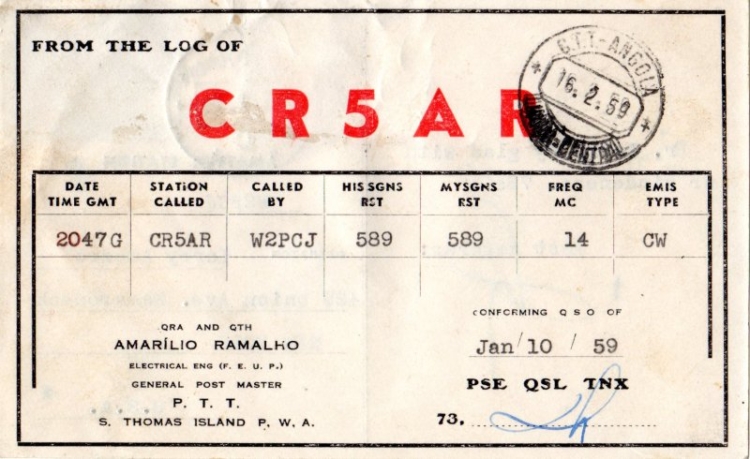 FROM THE LOG OF
CR5AR
C.T.T. - ANGOLA
16. 2. 59
CENTRAL
DATE TIME GMT STATION CALLED CALLED BY HIS SGNS RST MY SGNS RST FREQ MC EMIS TYPE
2047G CR5AR W2PCJ 589 589 14 CW
QRA AND QTH
AMARÍLIO RAMALHO
ELECTRICAL ENG (F. E. U. P.)
GENERAL POST MASTER
P. T. T.
S. THOMAS ISLAND P. W. A.
CONFORMING QSO OF
Jan/10 / 59
PSE QSL TNX
73.